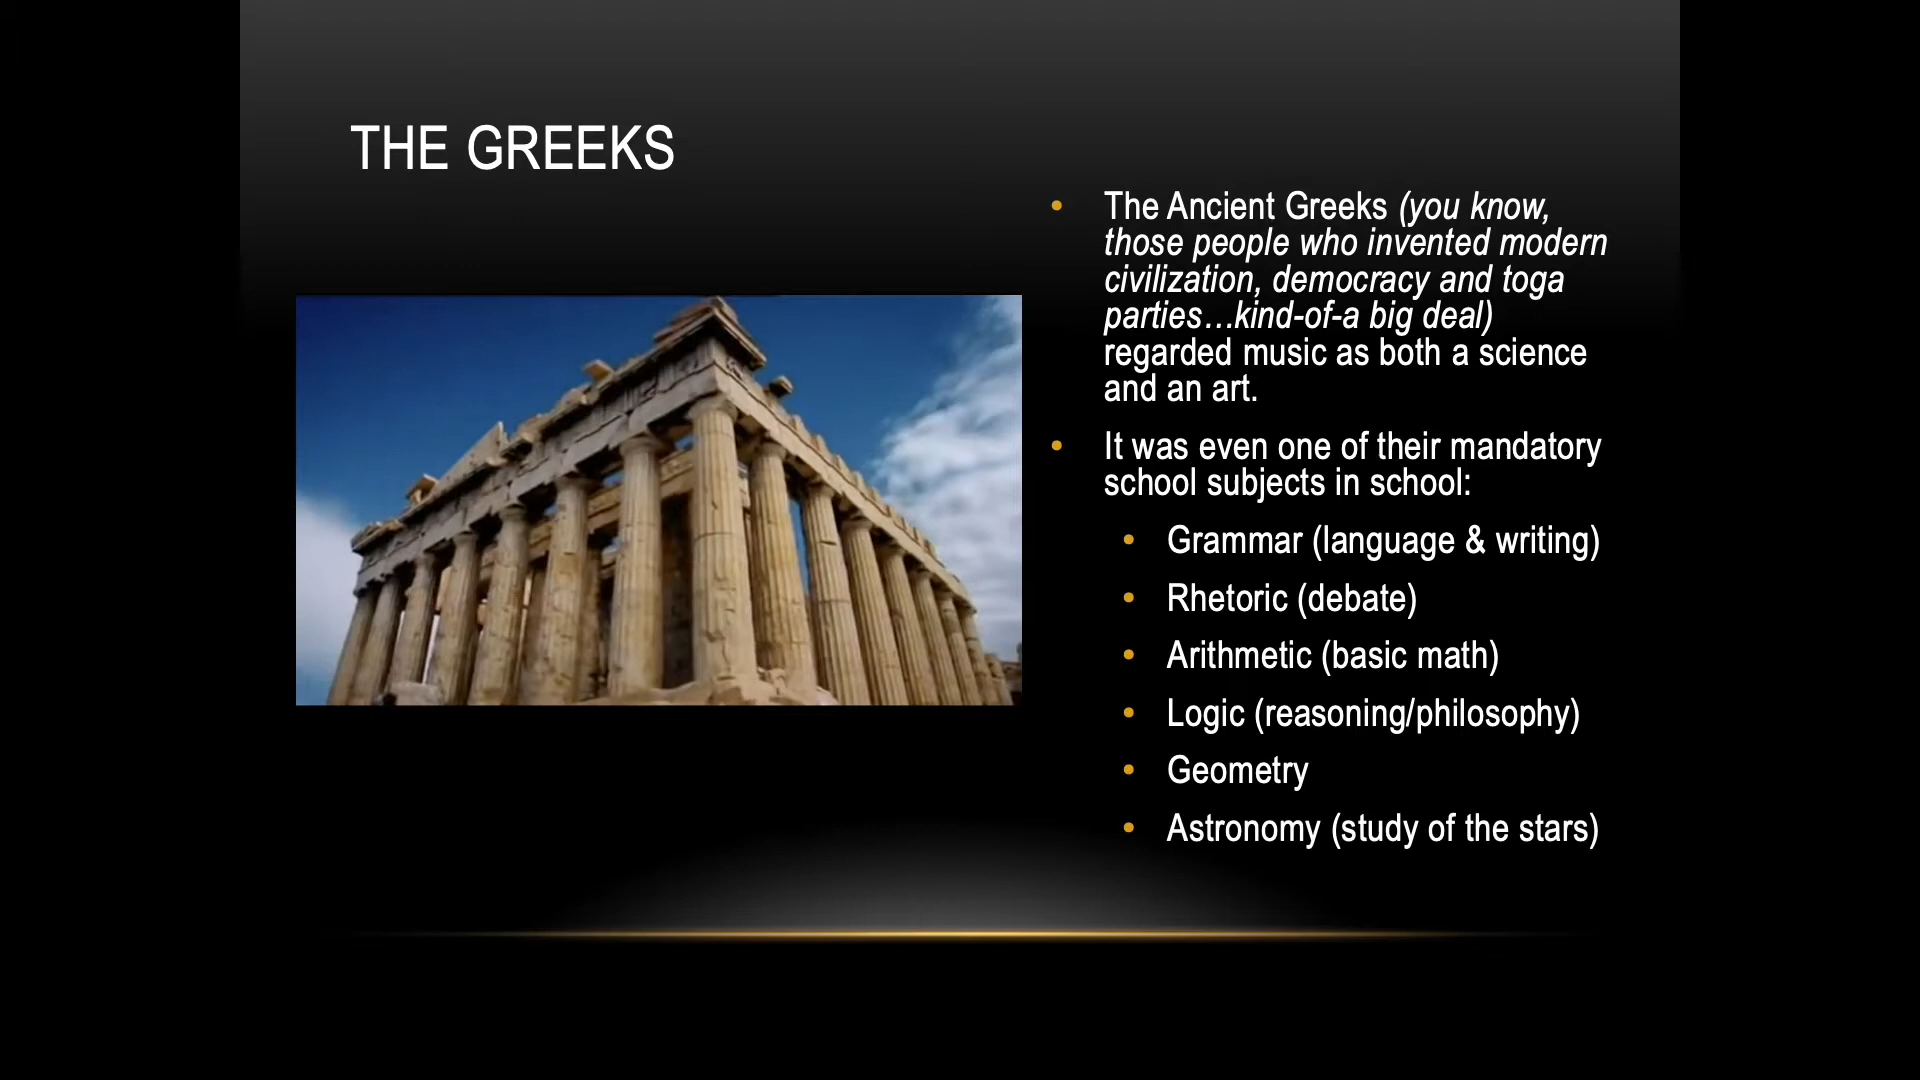 THE GREEKS
• The Ancient Greeks (you know,
those people who invented modern
civilization, democracy and toga
parties…kind-of-a big deal)
regarded music as both a science
and an art.
• It was even one of their mandatory
school subjects in school:
• Grammar (language & writing)
• Rhetoric (debate)
• Arithmetic (basic math)
• Logic (reasoning/philosophy)
• Geometry
• Astronomy (study of the stars)